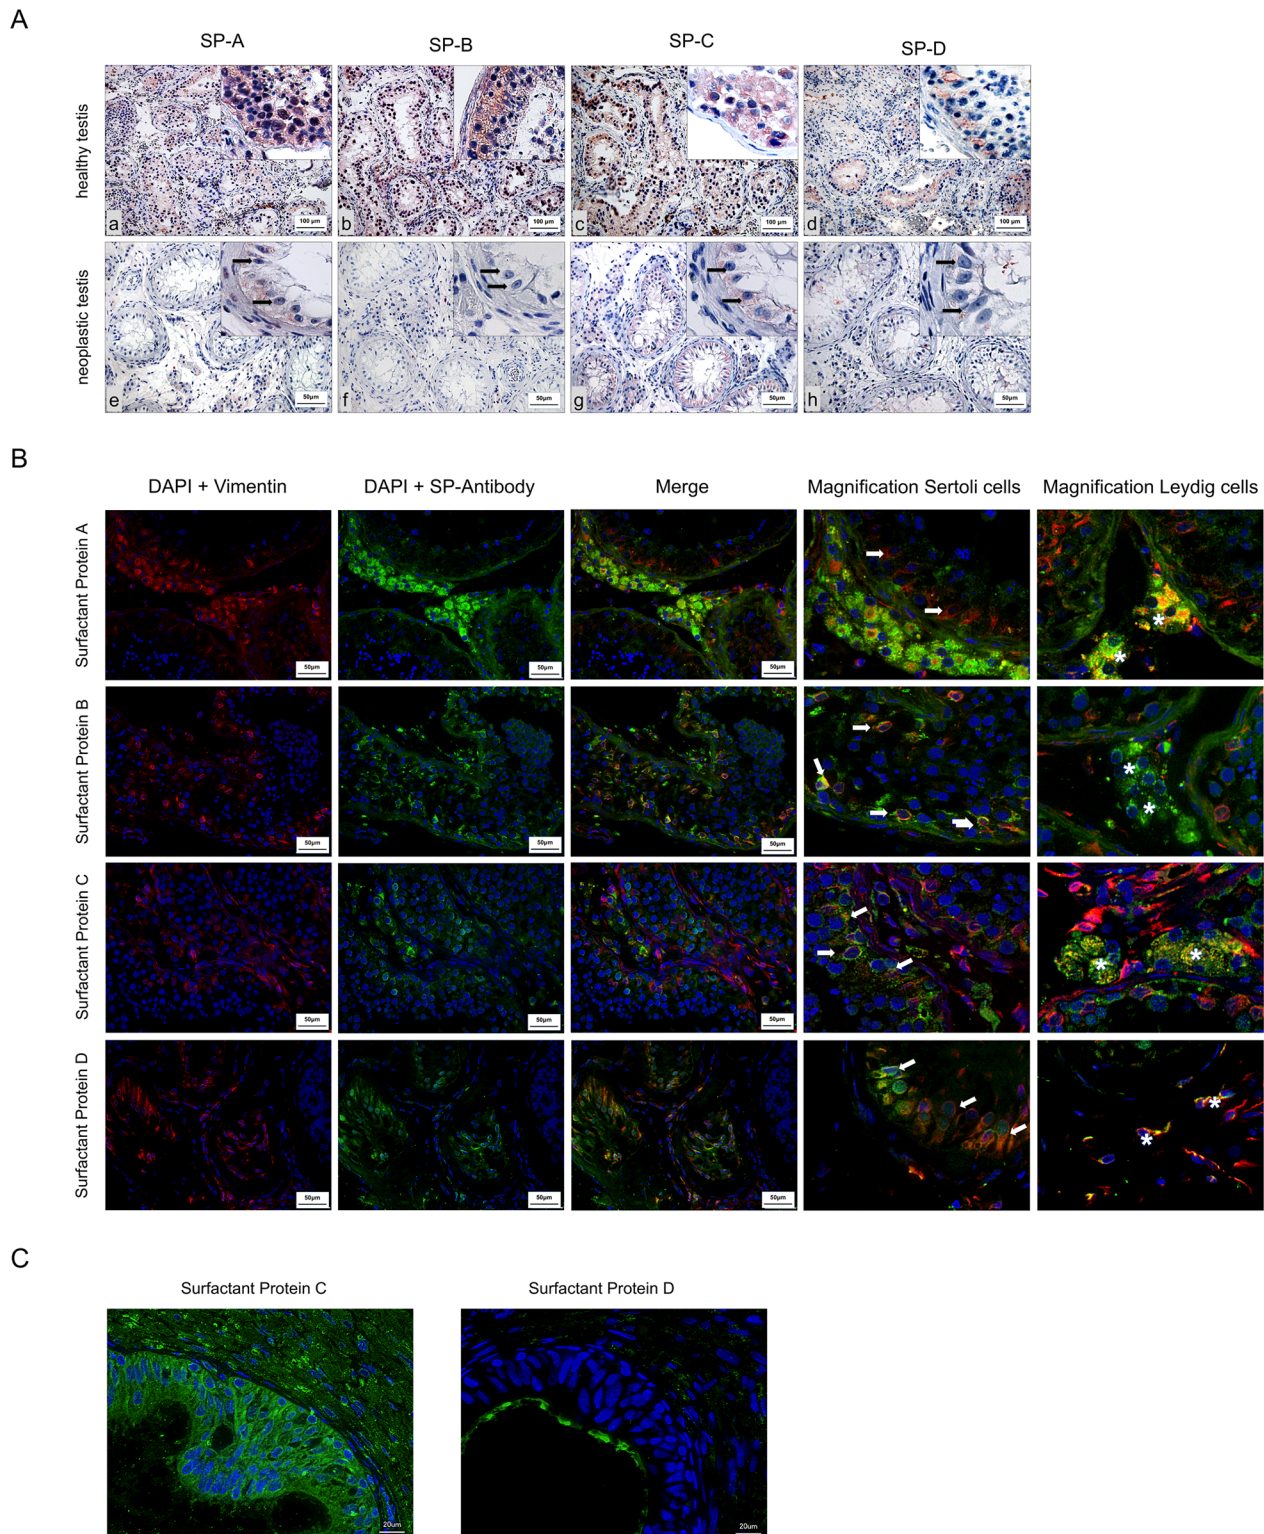 A
SP-A
SP-B
SP-C
SP-D
healthy testis
a
100 µm
b
100 µm
c
100 µm
d
100 µm
neoplastic testis
e
50µm
f
50µm
g
50µm
h
50µm
B
DAPI + Vimentin
DAPI + SP-Antibody
Merge
Magnification Sertoli cells
Magnification Leydig cells
Surfactant Protein A
50µm
50µm
50µm
*
*
Surfactant Protein B
50µm
50µm
50µm
*
*
Surfactant Protein C
50µm
50µm
50µm
*
*
Surfactant Protein D
50µm
50µm
50µm
*
*
C
Surfactant Protein C
Surfactant Protein D
20um
20um